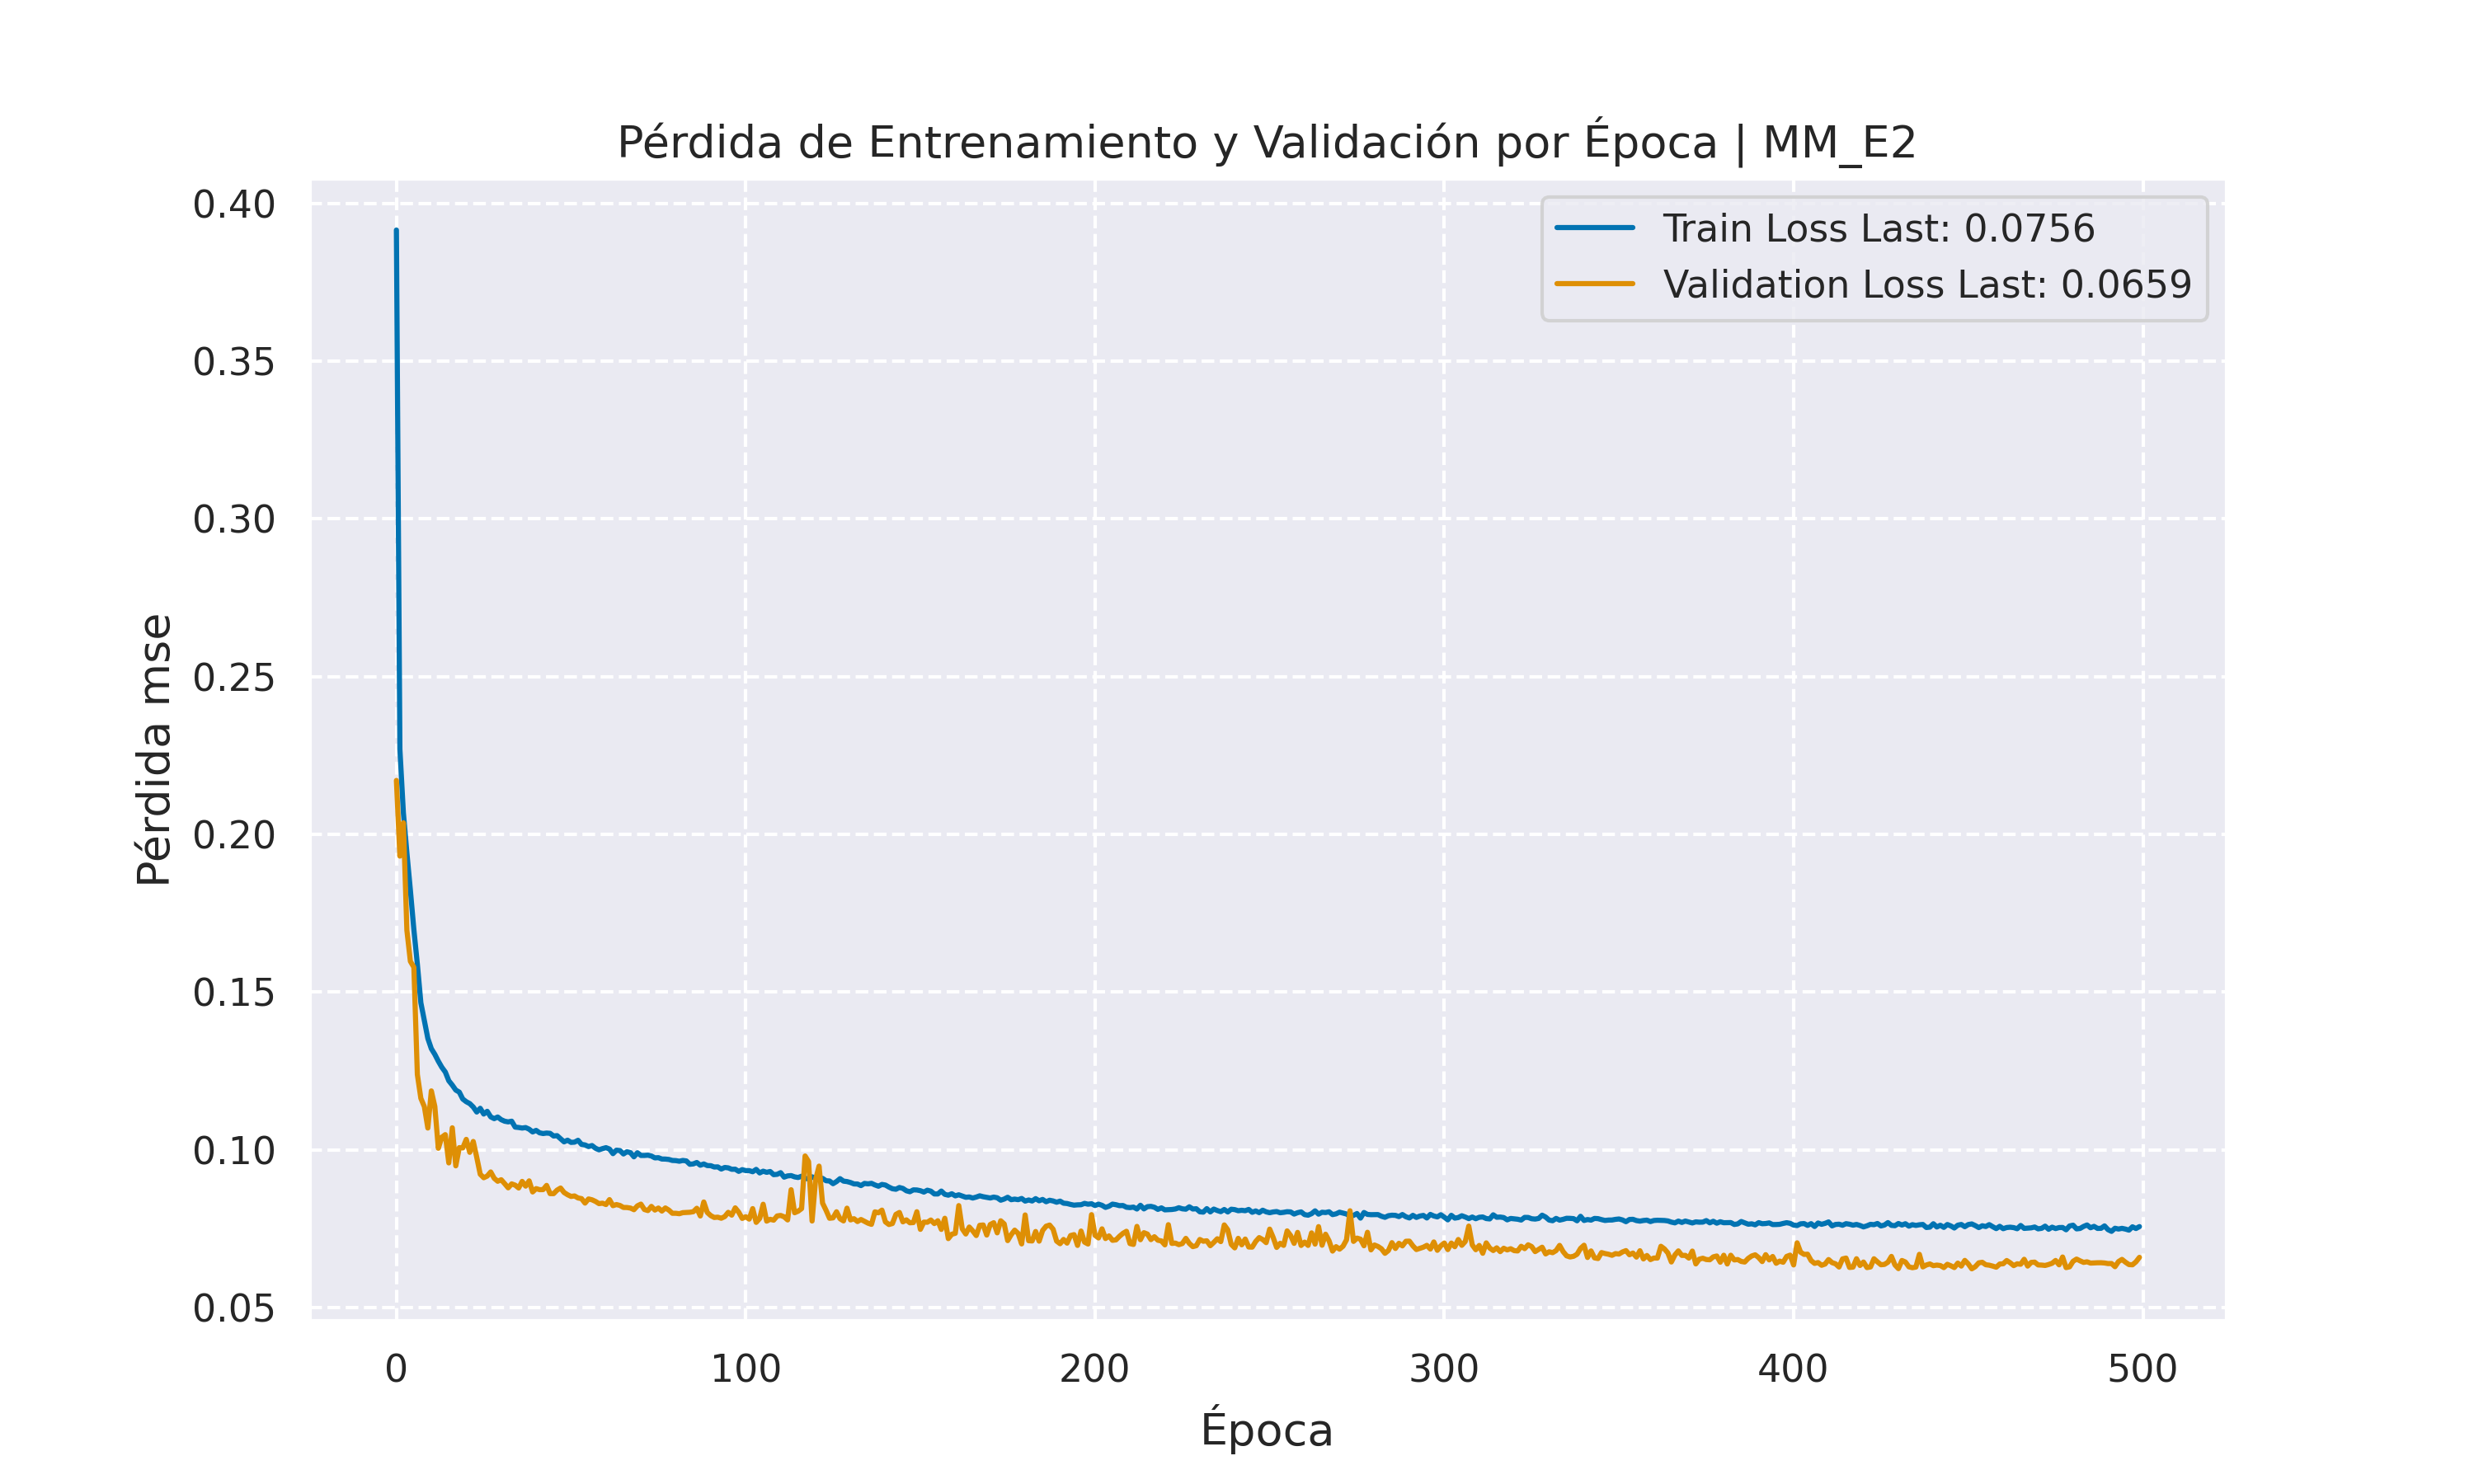 Pérdida de Entrenamiento y Validación por Época | MM_E2
Train Loss Last: 0.0756
Validation Loss Last: 0.0659
Pérdida mse
0.40
0.35
0.30
0.25
0.20
0.15
0.10
0.05
0 100 200 300 400 500
Época